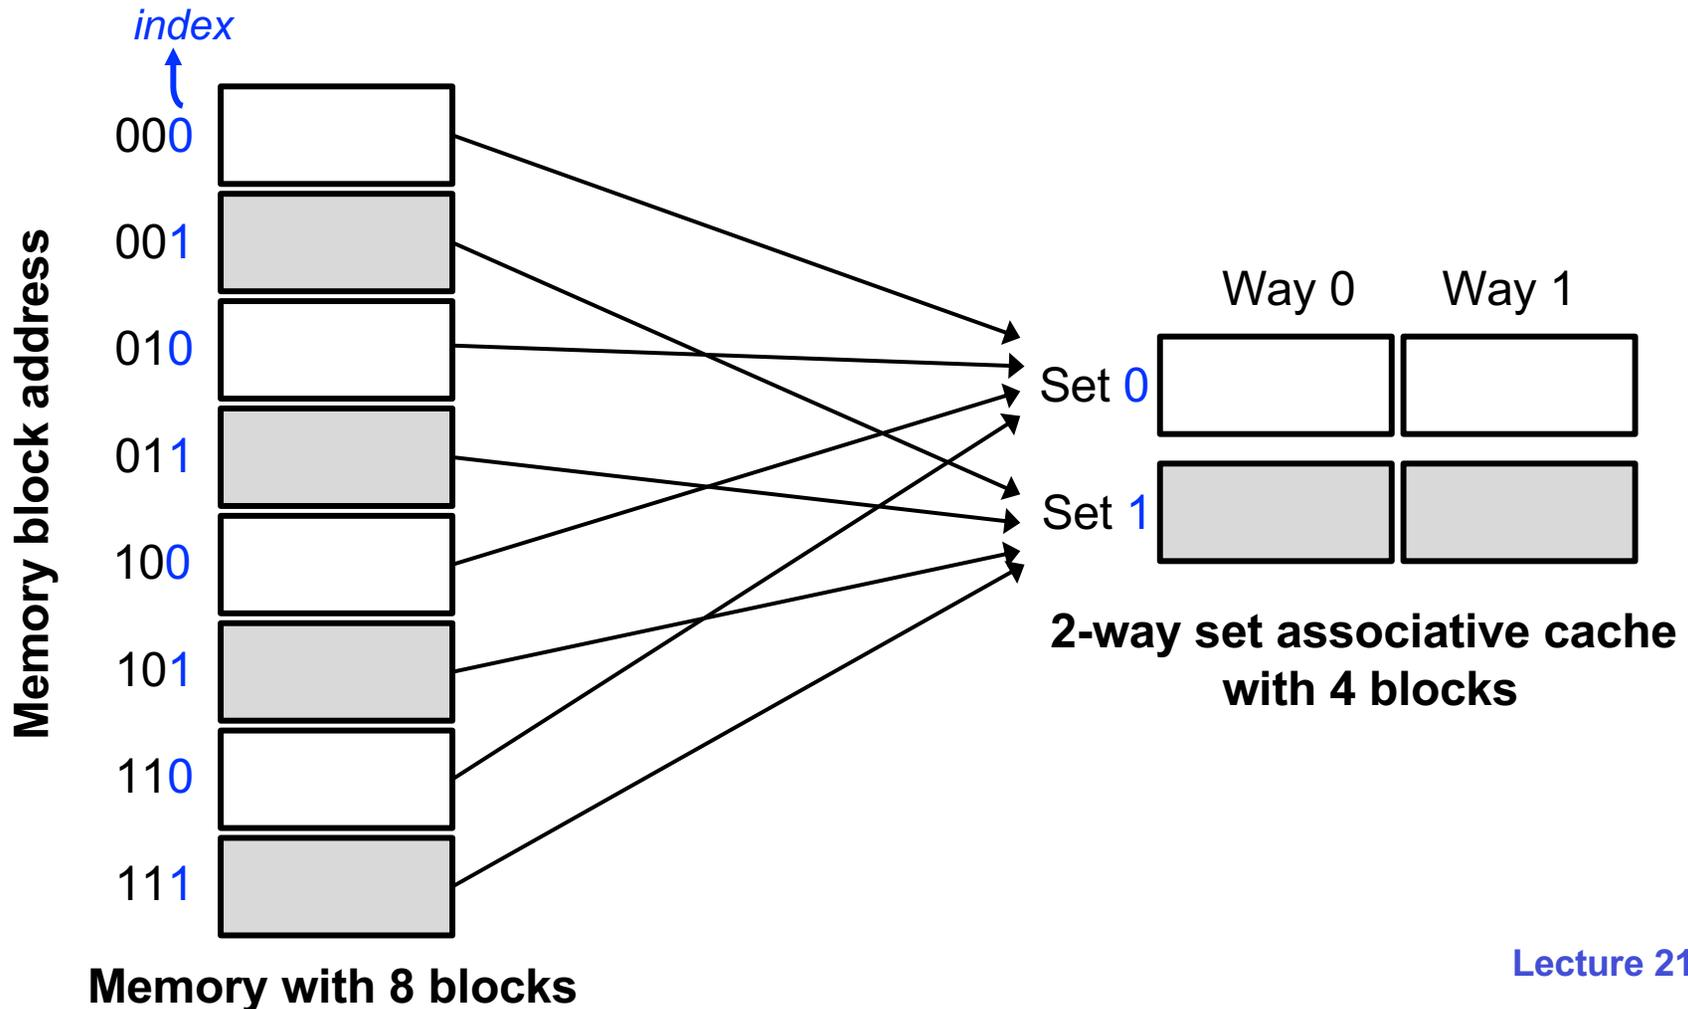 index
000
001
010
011
100
101
110
111
Memory block address
Memory with 8 blocks
Way 0 Way 1
Set 0
Set 1
2-way set associative cache
with 4 blocks
Lecture 21